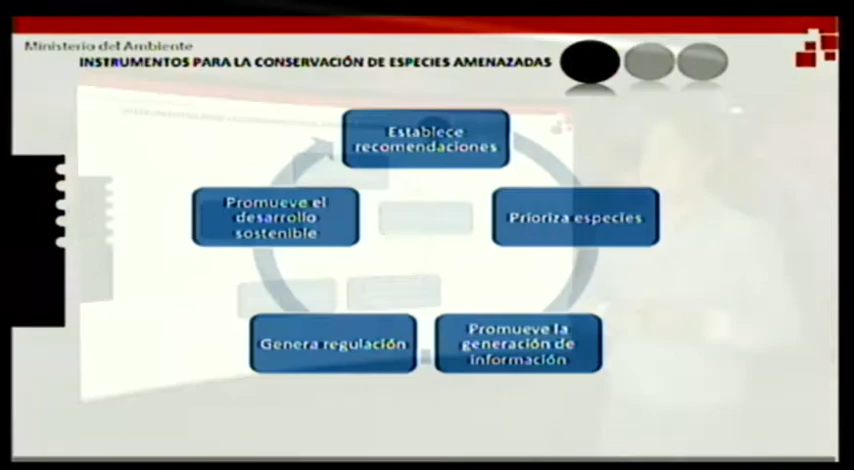 Ministerio del Ambiente
INSTRUMENTOS PARA LA CONSERVACIÓN DE ESPECIES AMENAZADAS
Establece
recomendaciones
Promueve el
desarrollo
sostenible
Prioriza especies
Genera regulación
Promueve la
generación de
información